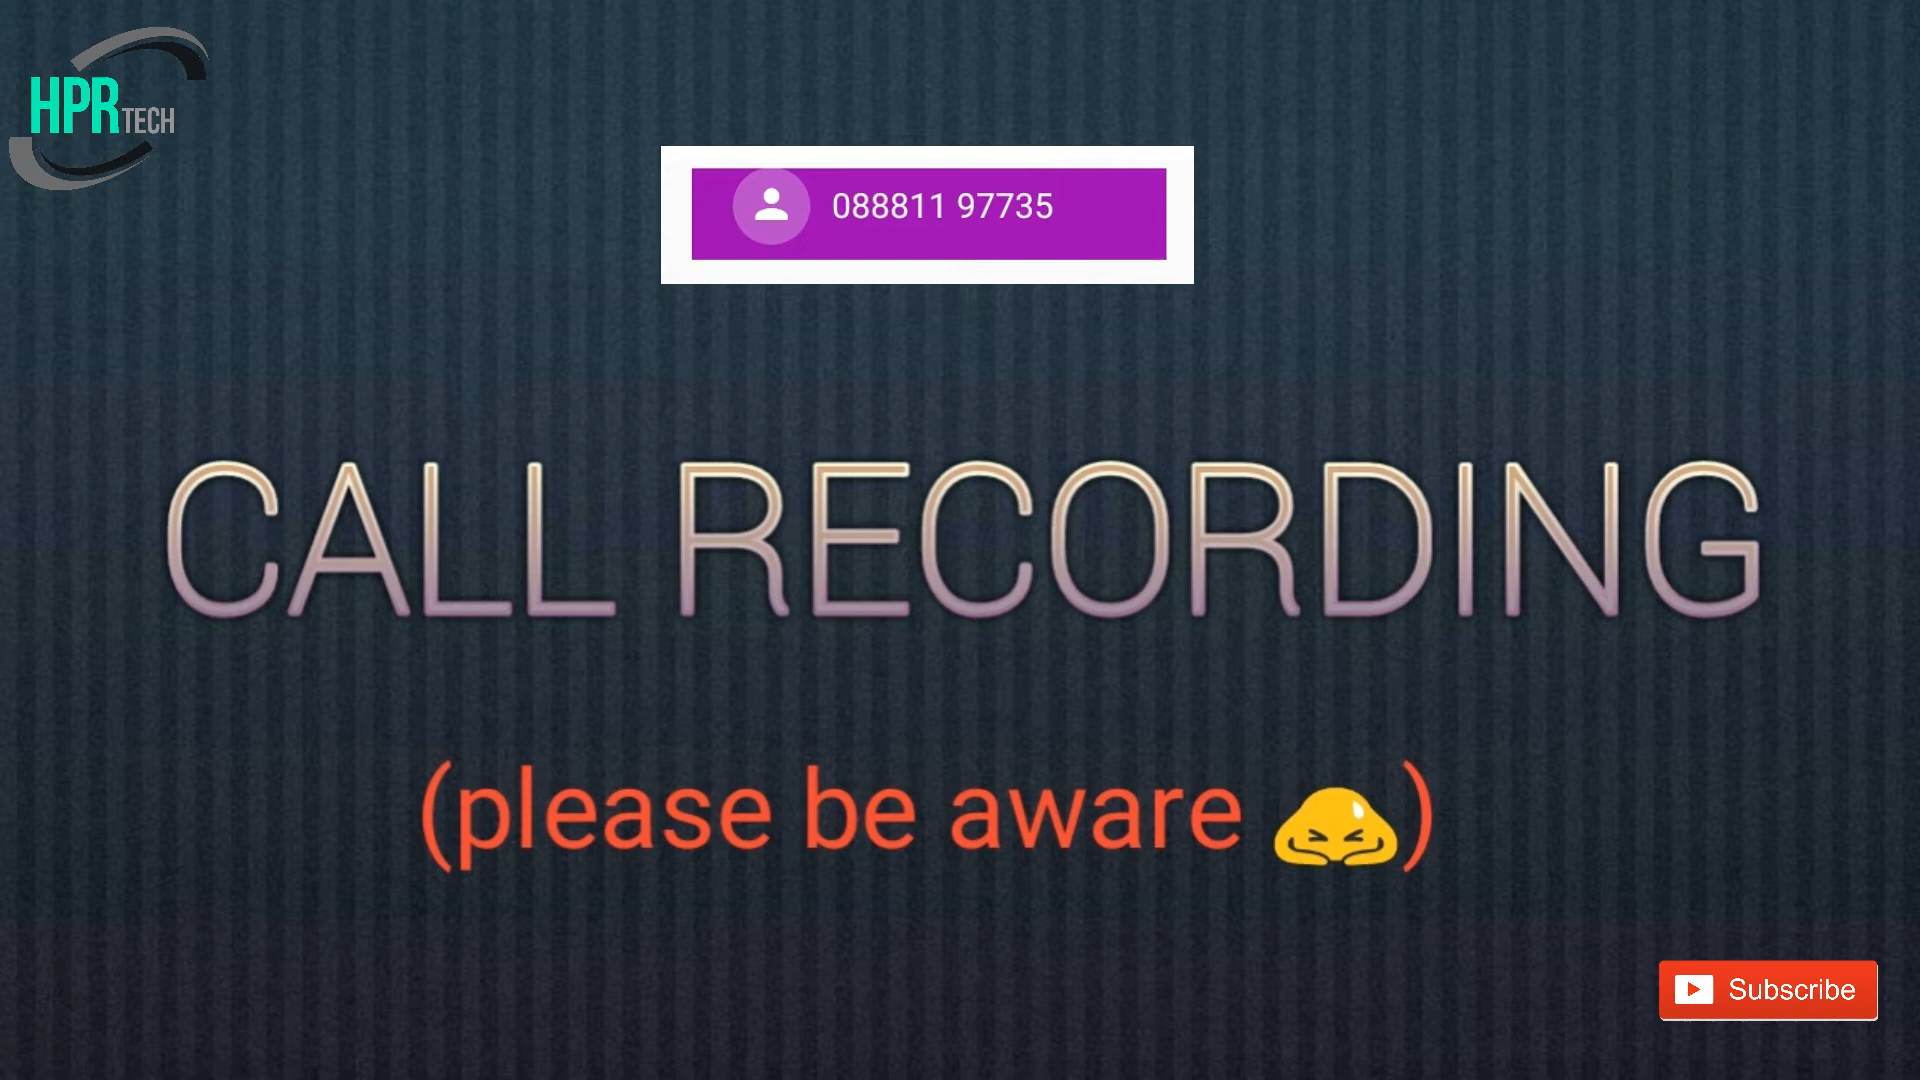 HPR TECH
088811 97735
CALL RECORDING
(please be aware 🙇)
Subscribe